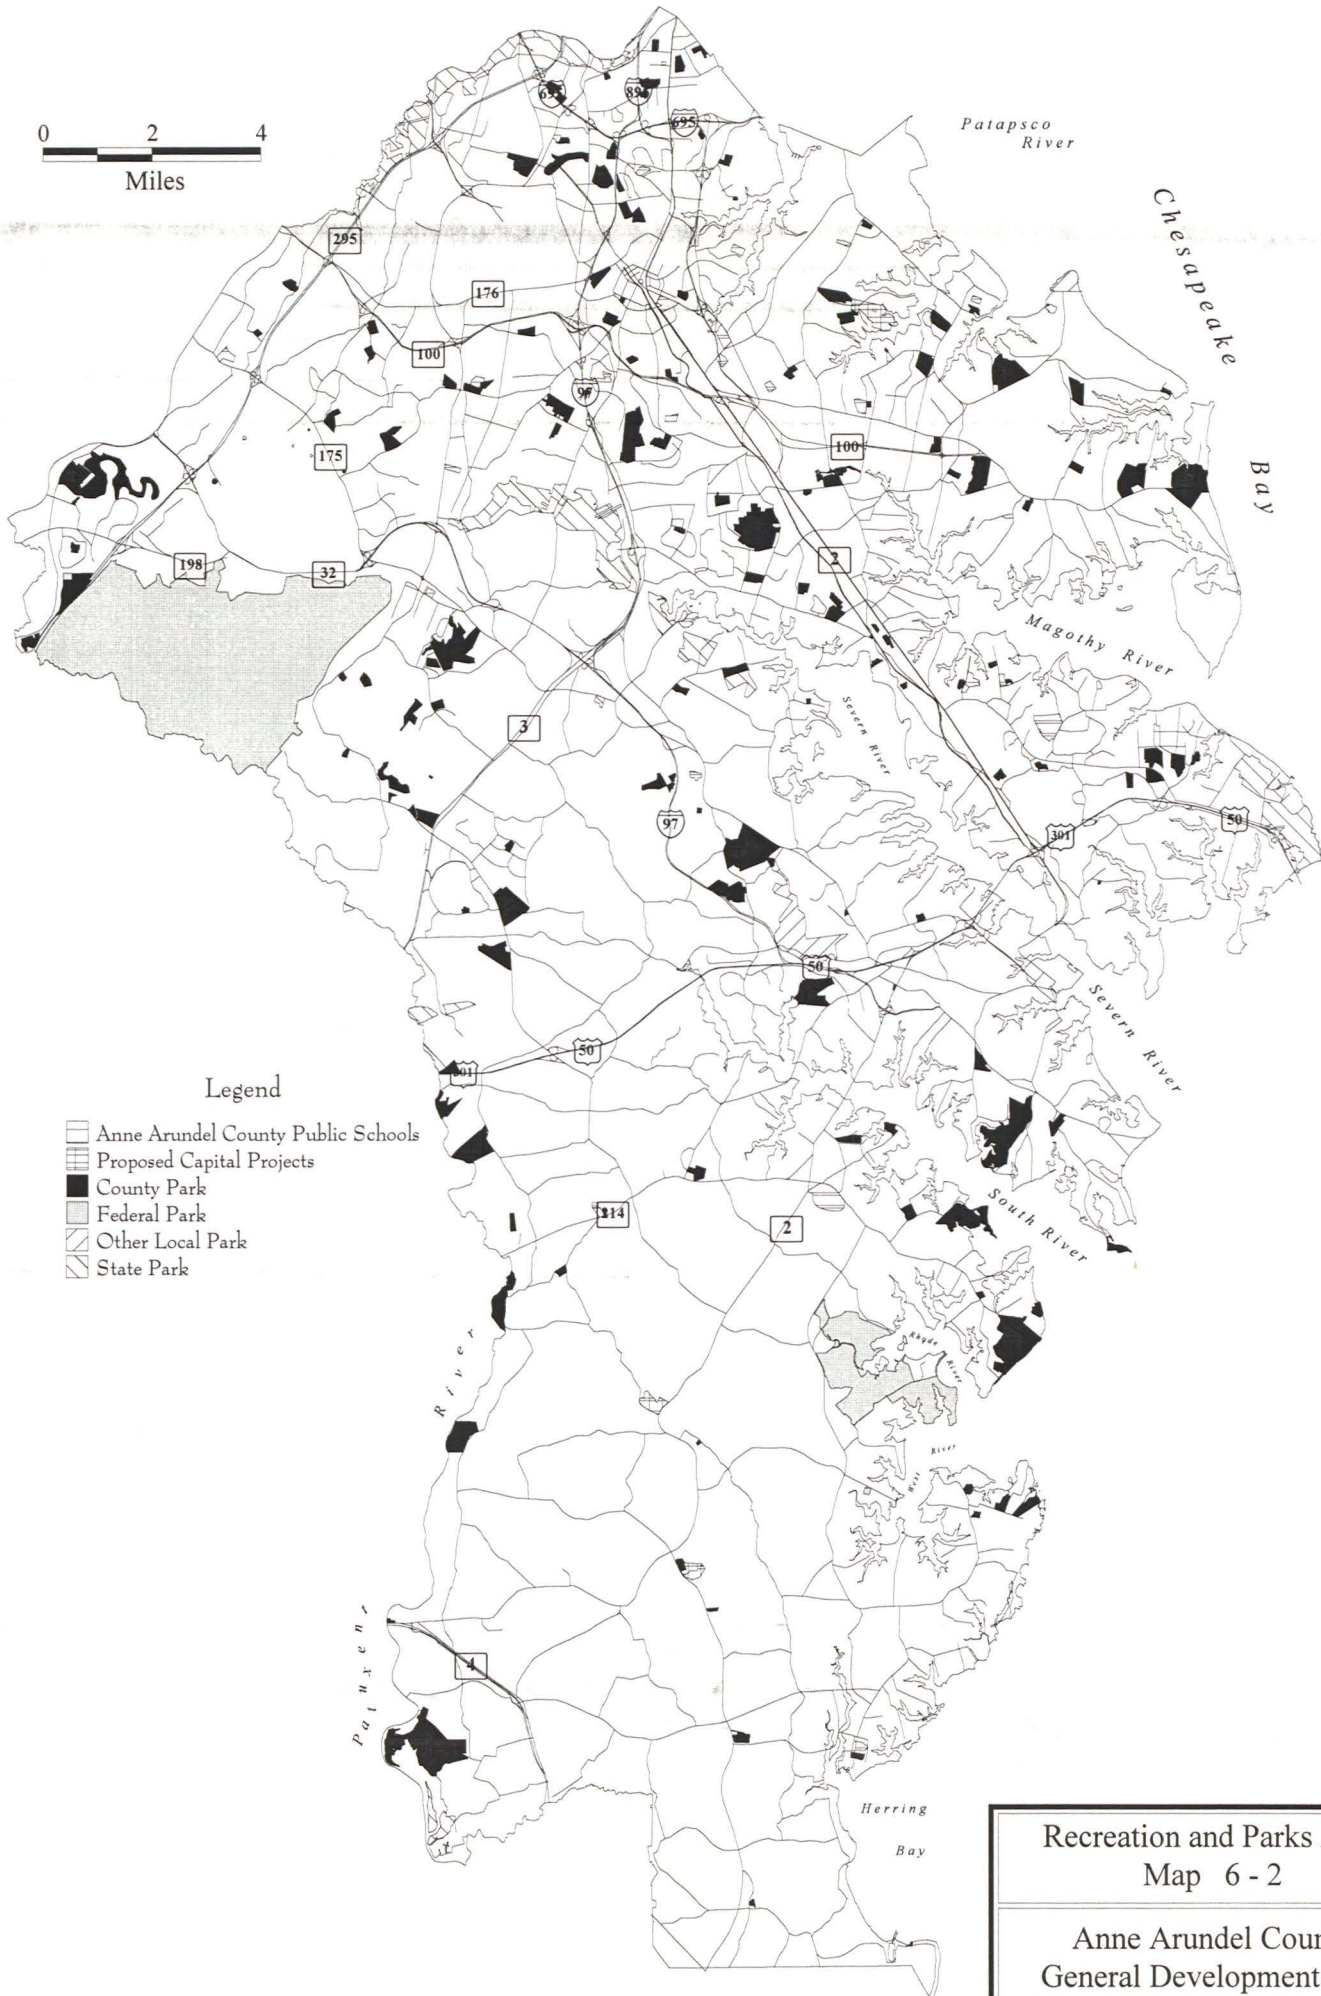 0 2 4
Miles
Patapsco
River
Chesapeake
Bay
695
895
695
295
176
100
97
175
100
198
32
2
Magothy River
Severn River
3
97
301
50
50
Severn River
50
301
Legend
Anne Arundel County Public Schools
Proposed Capital Projects
County Park
Federal Park
Other Local Park
State Park
214
2
South River
Rhode River
West River
Patuxent River
4
Herring
Bay
Recreation and Parks
Map 6 - 2
Anne Arundel Coun
General Development